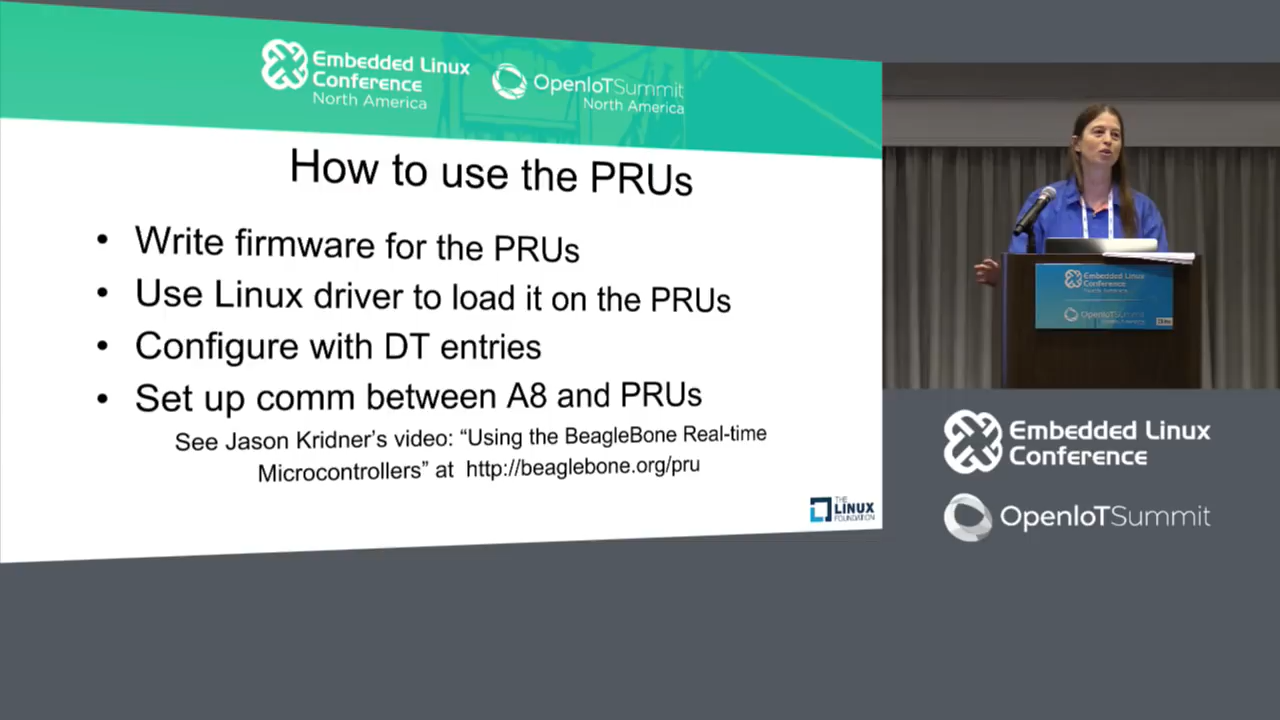 Embedded Linux
Conference
North America
OpenIoTSummit
North America
How to use the PRUs
• Write firmware for the PRUs
• Use Linux driver to load it on the PRUs
• Configure with DT entries
• Set up comm between A8 and PRUs
See Jason Kridner's video: “Using the BeagleBone Real-time
Microcontrollers” at http://beaglebone.org/pru
THE
LINUX
FOUNDATION
Embedded Linux
Conference
OpenIoTSummit
Embedded Linux
Conference
OpenIoTSummit